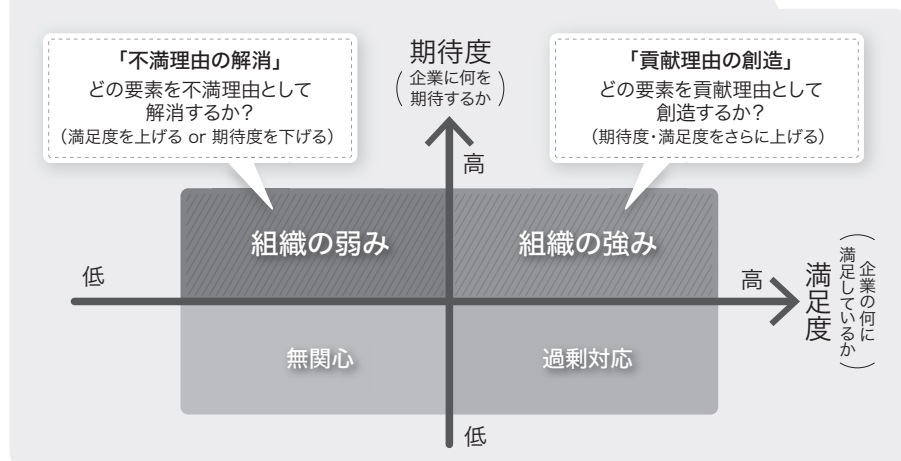 「不満理由の解消」
どの要素を不満理由として
解消するか？
（満足度を上げる or 期待度を下げる）
期待度
（企業に何を
期待するか）
「貢献理由の創造」
どの要素を貢献理由として
創造するか？
（期待度・満足度をさらに上げる）
高
組織の弱み
組織の強み
低
高
満足度
（企業の何に
満足しているか）
無関心
過剰対応
低